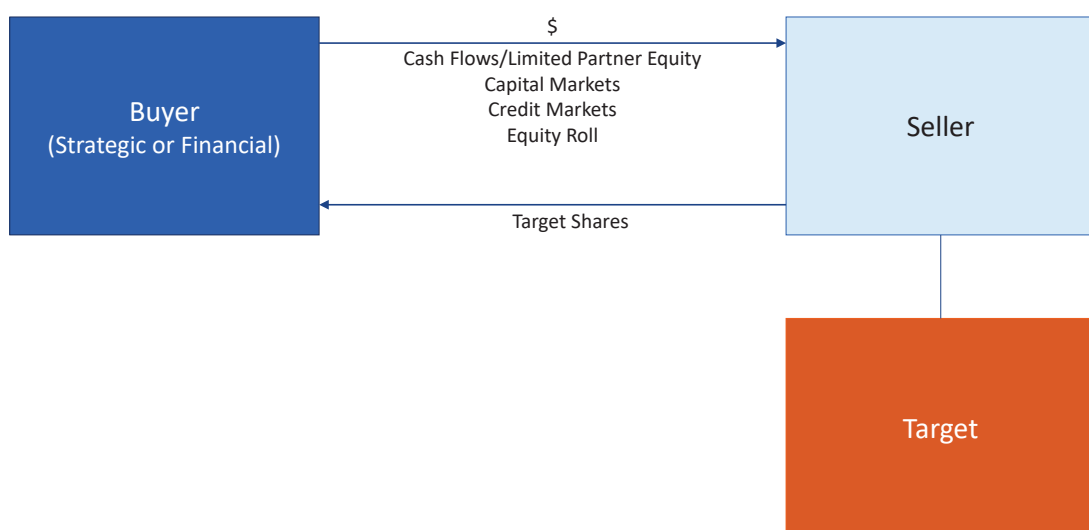 $
Cash Flows/Limited Partner Equity
Capital Markets
Credit Markets
Equity Roll
Buyer
(Strategic or Financial)
Seller
Target Shares
Target